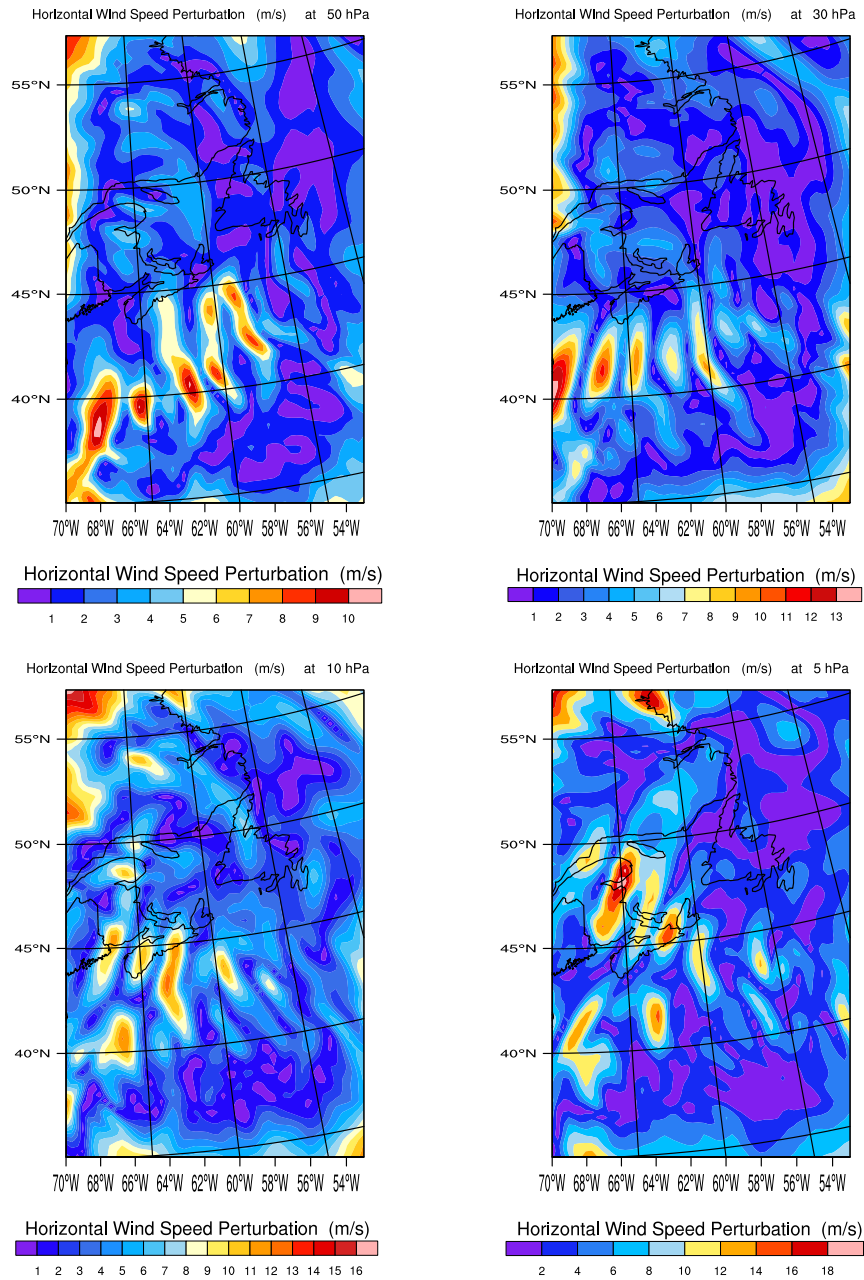 Horizontal Wind Speed Perturbation (m/s) at 50 hPa
55°N
50°N
45°N
40°N
70°W 68°W 66°W 64°W 62°W 60°W 56°W 54°W
Horizontal Wind Speed Perturbation (m/s)
1 2 3 4 5 6 7 8 9 10
Horizontal Wind Speed Perturbation (m/s) at 30 hPa
55°N
50°N
45°N
40°N
70°W 68°W 66°W 64°W 62°W 60°W 56°W 54°W
Horizontal Wind Speed Perturbation (m/s)
1 2 3 4 5 6 7 8 9 10 11 12 13
Horizontal Wind Speed Perturbation (m/s) at 10 hPa
55°N
50°N
45°N
40°N
70°W 68°W 66°W 64°W 62°W 60°W 56°W 54°W
Horizontal Wind Speed Perturbation (m/s)
1 2 3 4 5 6 7 8 9 10 11 12 13 14 15 16
Horizontal Wind Speed Perturbation (m/s) at 5 hPa
55°N
50°N
45°N
40°N
70°W 68°W 66°W 64°W 62°W 60°W 56°W 54°W
Horizontal Wind Speed Perturbation (m/s)
2 4 6 8 10 12 14 16 18